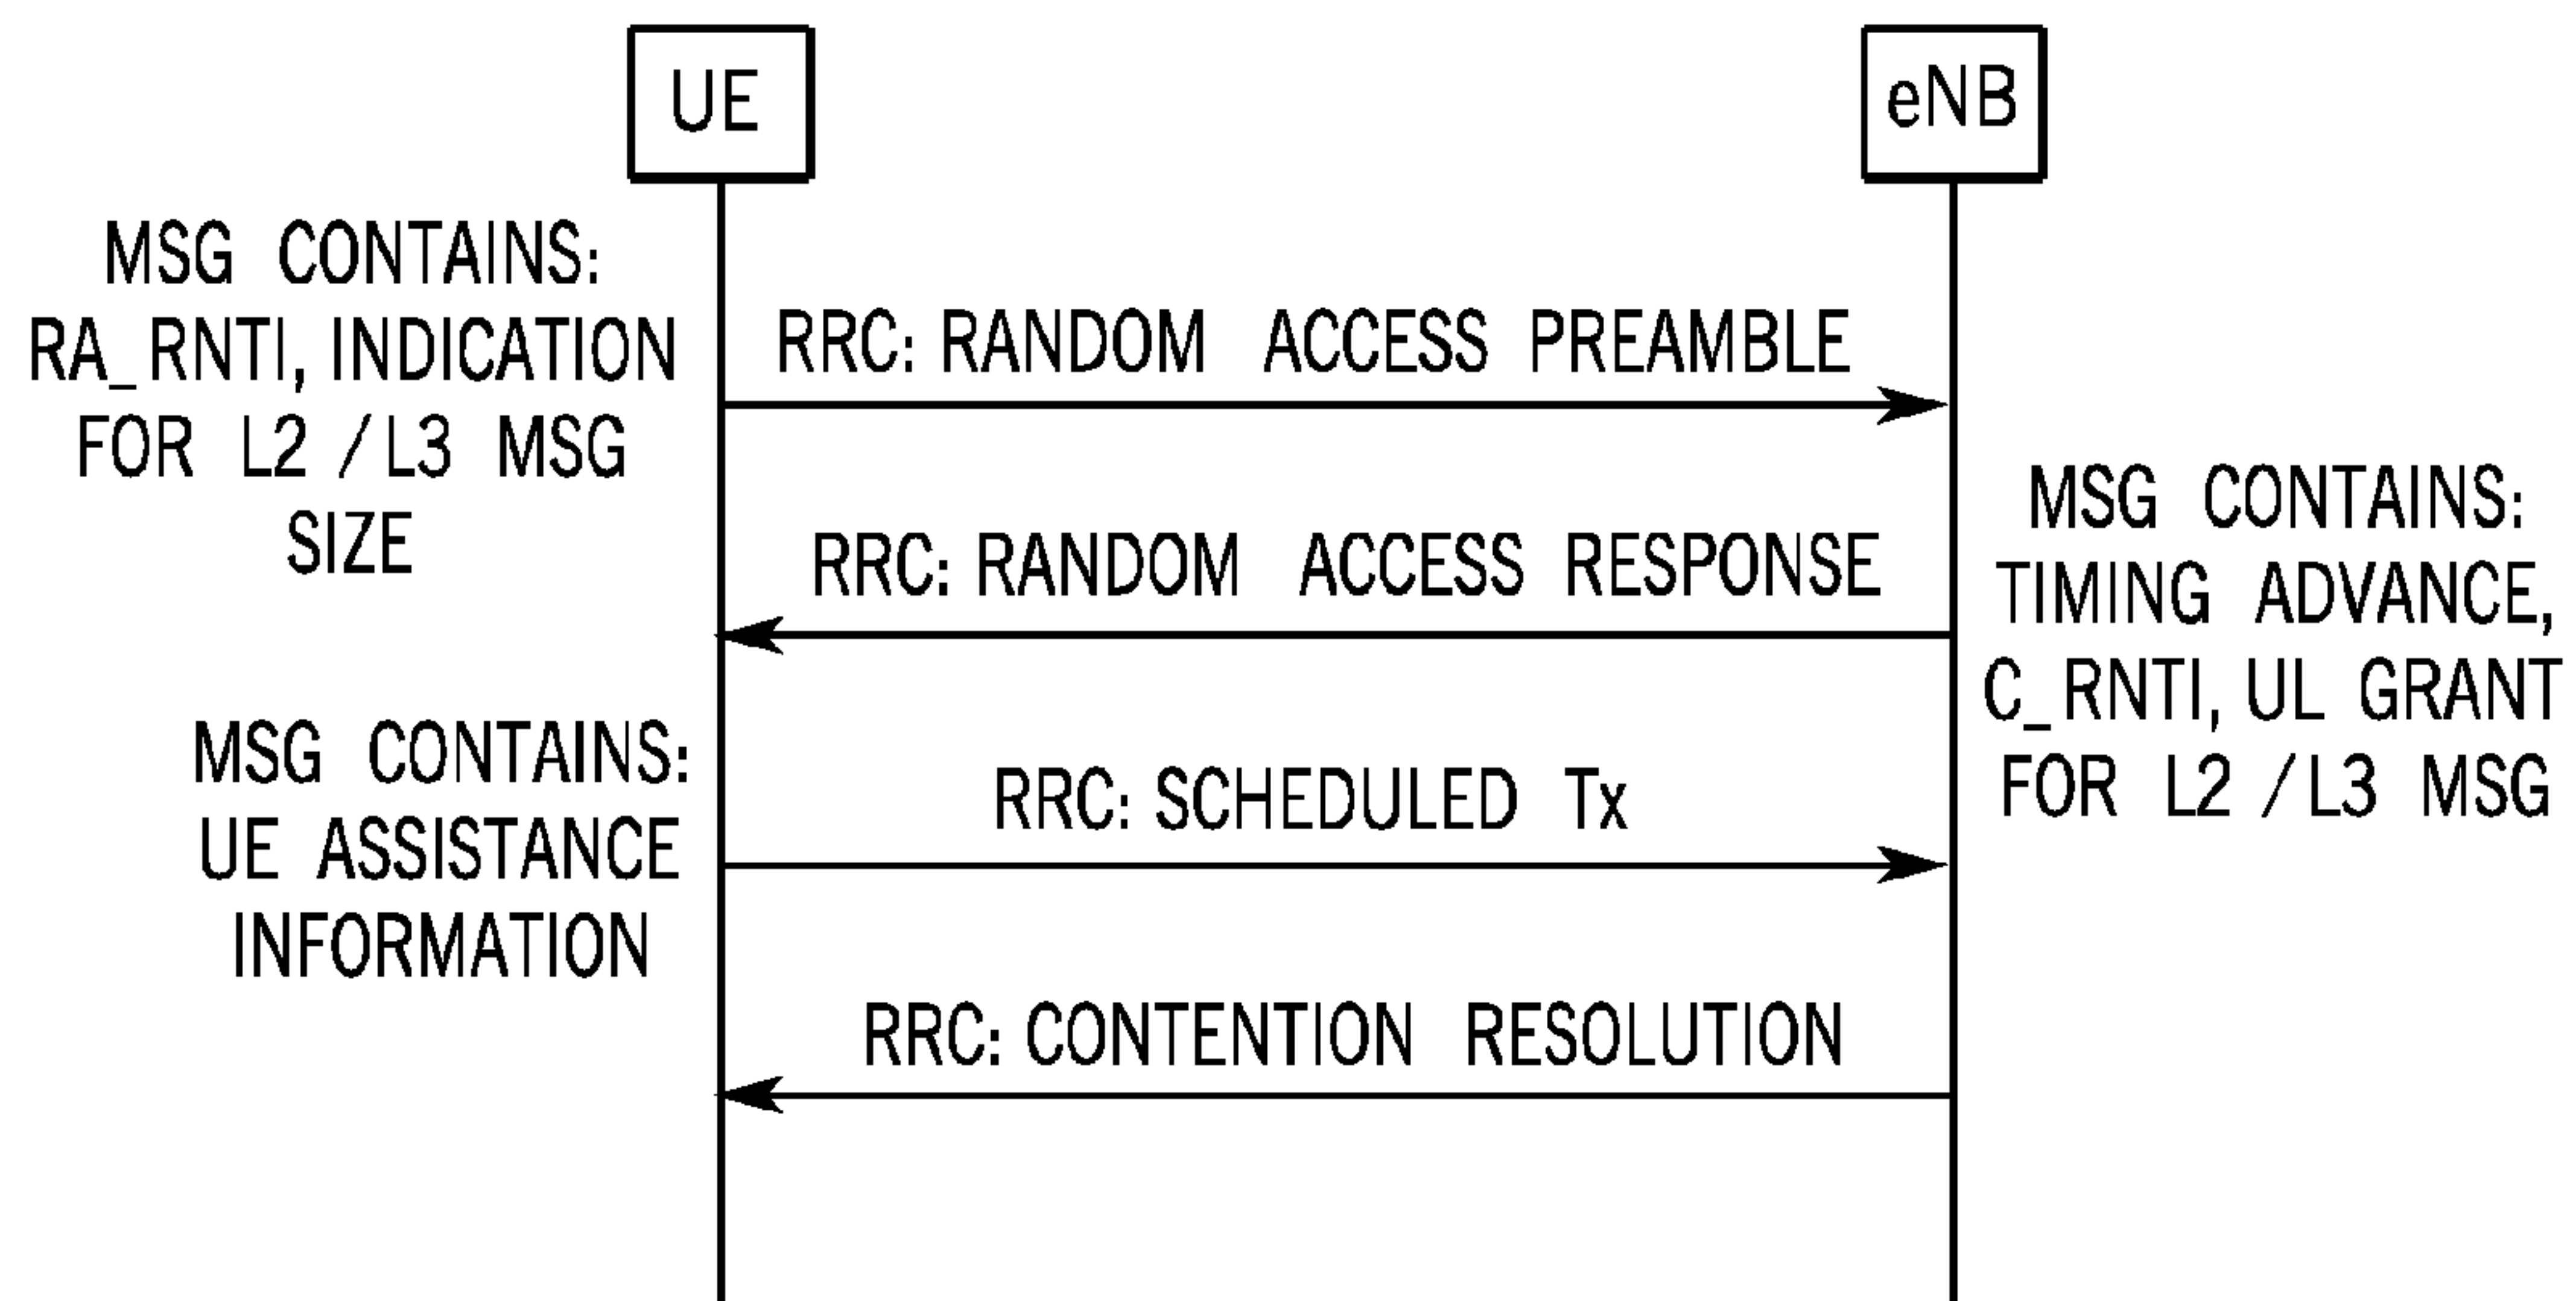 UE
eNB
MSG CONTAINS:
RA_RNTI, INDICATION
FOR L2 / L3 MSG
SIZE
RRC: RANDOM ACCESS PREAMBLE
RRC: RANDOM ACCESS RESPONSE
MSG CONTAINS:
TIMING ADVANCE,
C_RNTI, UL GRANT
FOR L2 / L3 MSG
MSG CONTAINS:
UE ASSISTANCE
INFORMATION
RRC: SCHEDULED Tx
RRC: CONTENTION RESOLUTION